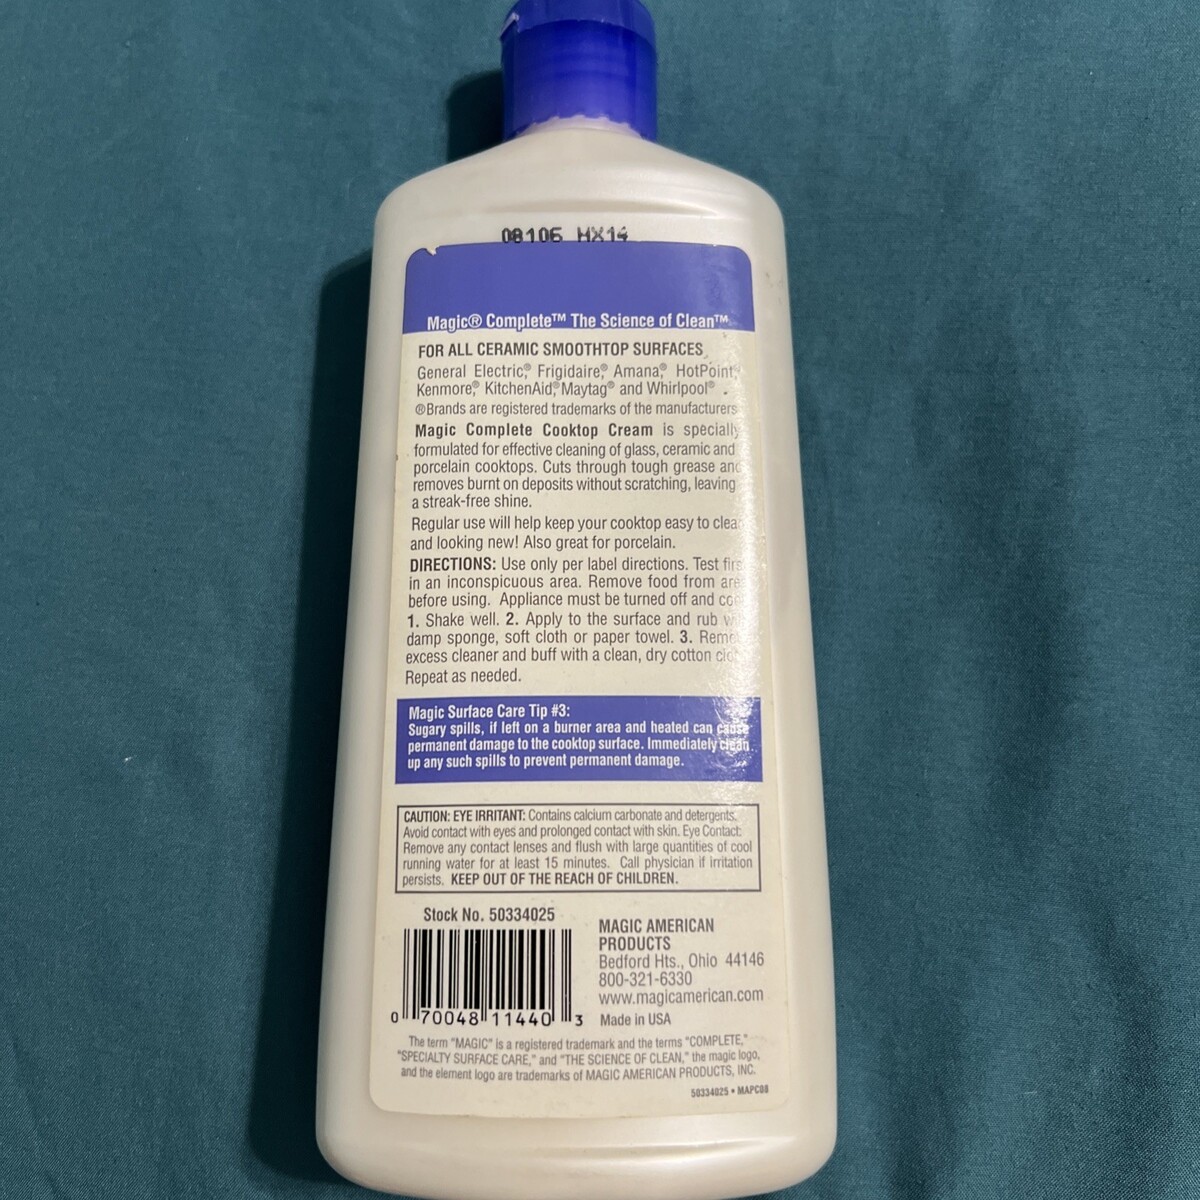 08106 HX14
Magic® Complete™ The Science of Clean™
FOR ALL CERAMIC SMOOTHTOP SURFACES
General Electric,® Frigidaire,® Amana,® HotPoint,®
Kenmore,® KitchenAid,® Maytag® and Whirlpool® .
®Brands are registered trademarks of the manufacturers
Magic Complete Cooktop Cream is specially
formulated for effective cleaning of glass, ceramic and
porcelain cooktops. Cuts through tough grease and
removes burnt on deposits without scratching, leaving
a streak-free shine.
Regular use will help keep your cooktop easy to clean
and looking new! Also great for porcelain.
DIRECTIONS: Use only per label directions. Test first
in an inconspicuous area. Remove food from
before using. Appliance must be turned off and
1. Shake well. 2. Apply to the surface and rub
damp sponge, soft cloth or paper towel. 3.
excess cleaner and buff with a clean, dry cotton
Repeat as needed.
Magic Surface Care Tip #3:
Sugary spills, if left on a burner area and heated can cause
permanent damage to the cooktop surface. Immediately clean
up any such spills to prevent permanent damage.
CAUTION: EYE IRRITANT: Contains calcium carbonate and detergents.
Avoid contact with eyes and prolonged contact with skin. Eye Contact:
Remove any contact lenses and flush with large quantities of cool
running water for at least 15 minutes. Call physician if irritation
persists. KEEP OUT OF THE REACH OF CHILDREN.
Stock No. 50334025
0 70048 11440 3
MAGIC AMERICAN
PRODUCTS
Bedford Hts., Ohio 44146
800-321-6330
www.magicamerican.com
Made in USA
The term "MAGIC" is a registered trademark and the terms "COMPLETE,"
"SPECIALTY SURFACE CARE," and "THE SCIENCE OF CLEAN," the magic logo,
and the element logo are trademarks of MAGIC AMERICAN PRODUCTS, INC.
50334025 • MAPC08